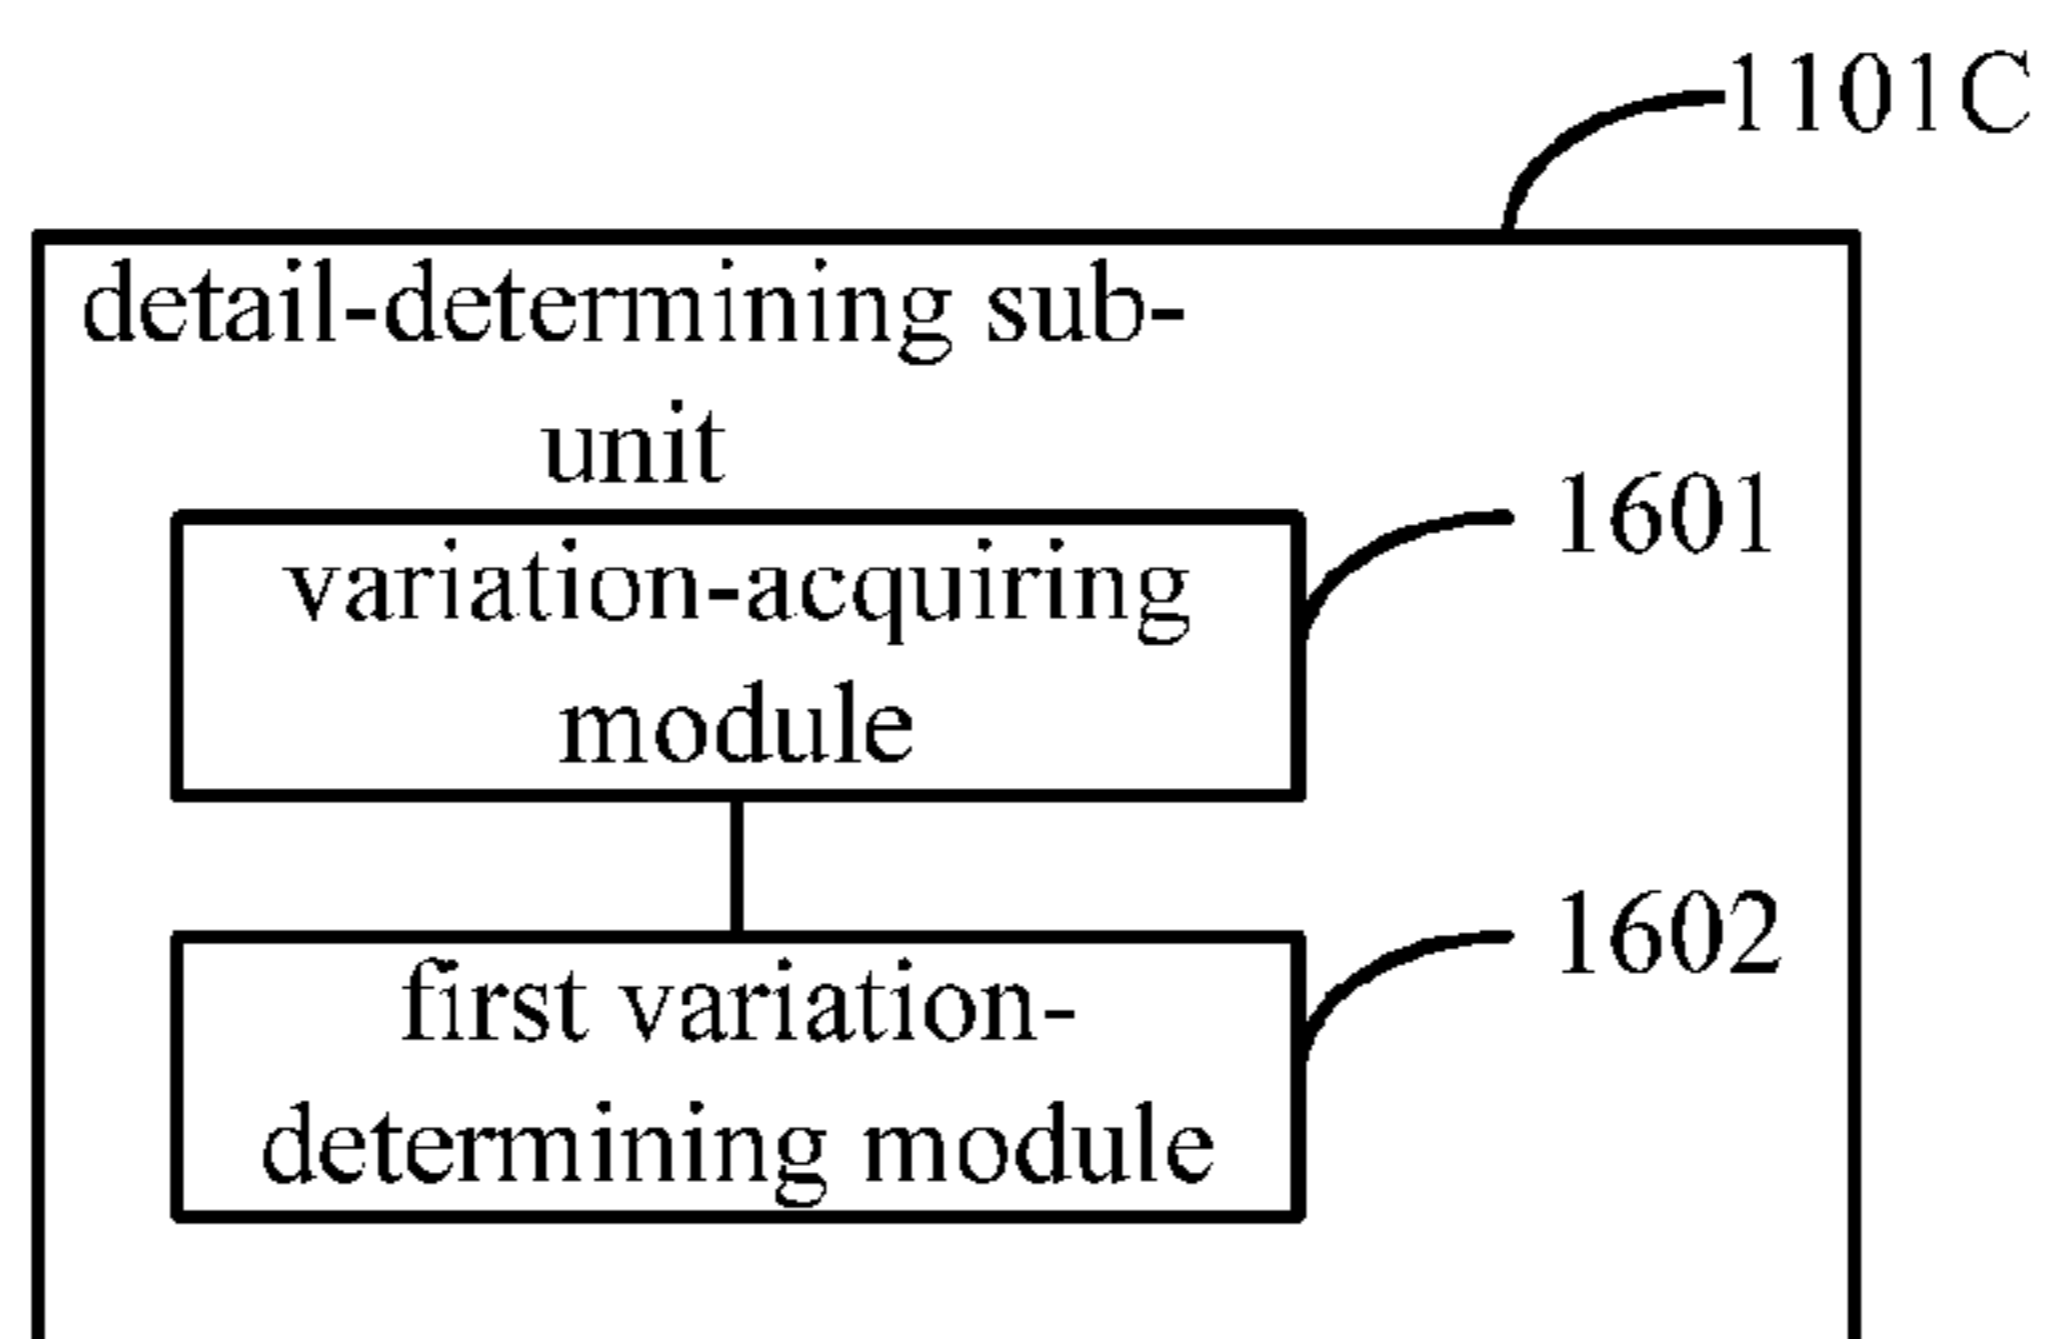 1101C
detail-determining sub-
unit
1601
variation-acquiring
module
1602
first variation-
determining module